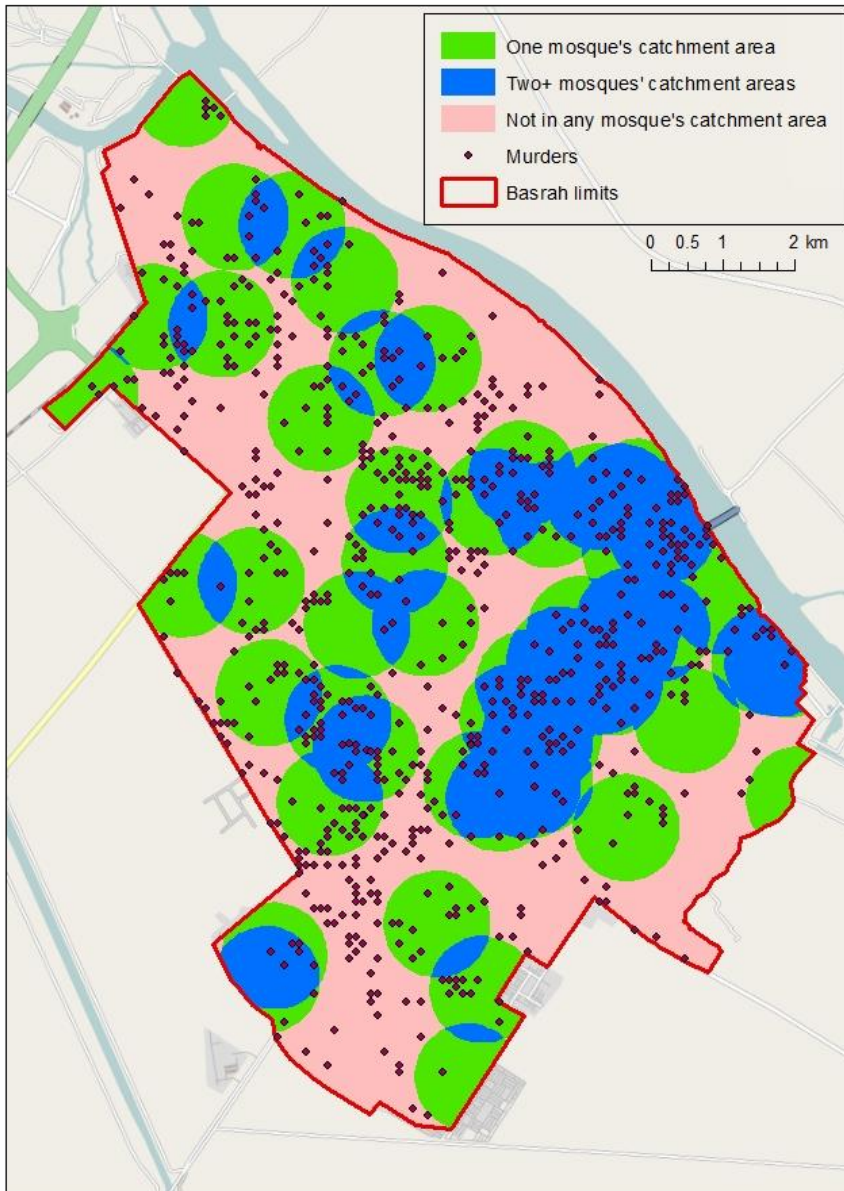 One mosque's catchment area
Two+ mosques' catchment areas
Not in any mosque's catchment area
Murders
Basrah limits
0 0.5 1 2 km